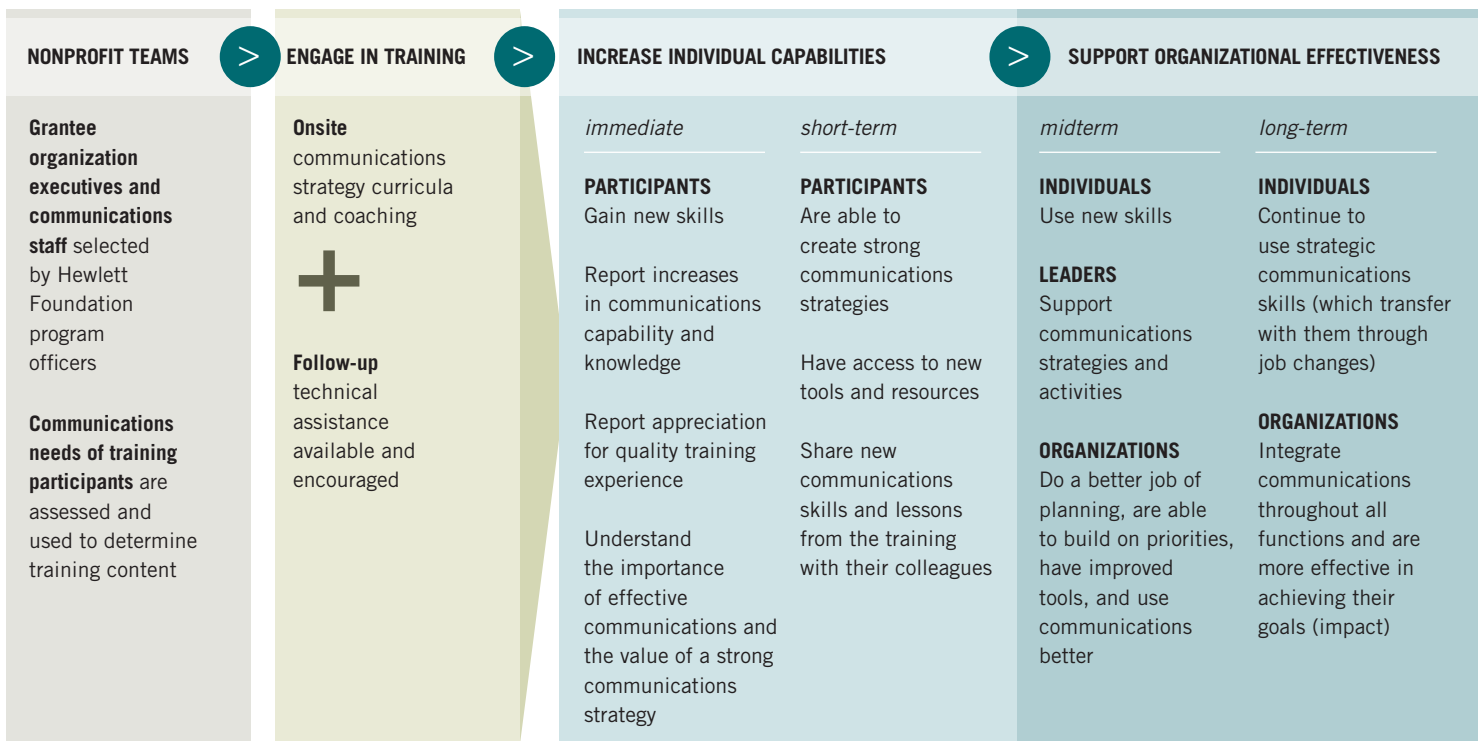 NONPROFIT TEAMS
>
ENGAGE IN TRAINING
>
INCREASE INDIVIDUAL CAPABILITIES
>
SUPPORT ORGANIZATIONAL EFFECTIVENESS
Grantee
organization
executives and
communications
staff selected
by Hewlett
Foundation
program
officers
Communications
needs of training
participants are
assessed and
used to determine
training content
Onsite
communications
strategy curricula
and coaching
+
Follow-up
technical
assistance
available and
encouraged
immediate
PARTICIPANTS
Gain new skills
Report increases
in communications
capability and
knowledge
Report appreciation
for quality training
experience
Understand
the importance
of effective
communications and
the value of a strong
communications
strategy
short-term
PARTICIPANTS
Are able to
create strong
communications
strategies
Have access to new
tools and resources
Share new
communications
skills and lessons
from the training
with their colleagues
midterm
INDIVIDUALS
Use new skills
LEADERS
Support
communications
strategies and
activities
ORGANIZATIONS
Do a better job of
planning, are able
to build on priorities,
have improved
tools, and use
communications
better
long-term
INDIVIDUALS
Continue to
use strategic
communications
skills (which transfer
with them through
job changes)
ORGANIZATIONS
Integrate
communications
throughout all
functions and are
more effective in
achieving their
goals (impact)